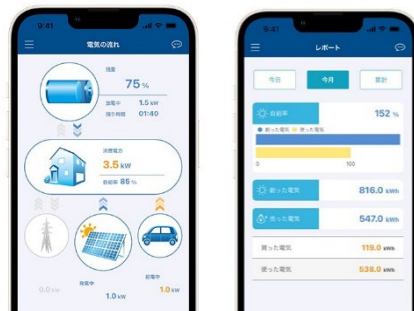 9:41
電気の流れ
残量
75 %
放電中 1.5 kW
残り時間 01:40
消費電力
3.5 kW
自給率 85 %
発電中
給電中
0.0 kW
1.0 kW
1.0 kW
9:41
レポート
今日
今月
累計
自給率
152 %
創った電気 使った電気
0
100
創った電気
816.0 kWh
売った電気
547.0 kWh
買った電気
119.0 kWh
使った電気
538.0 kWh